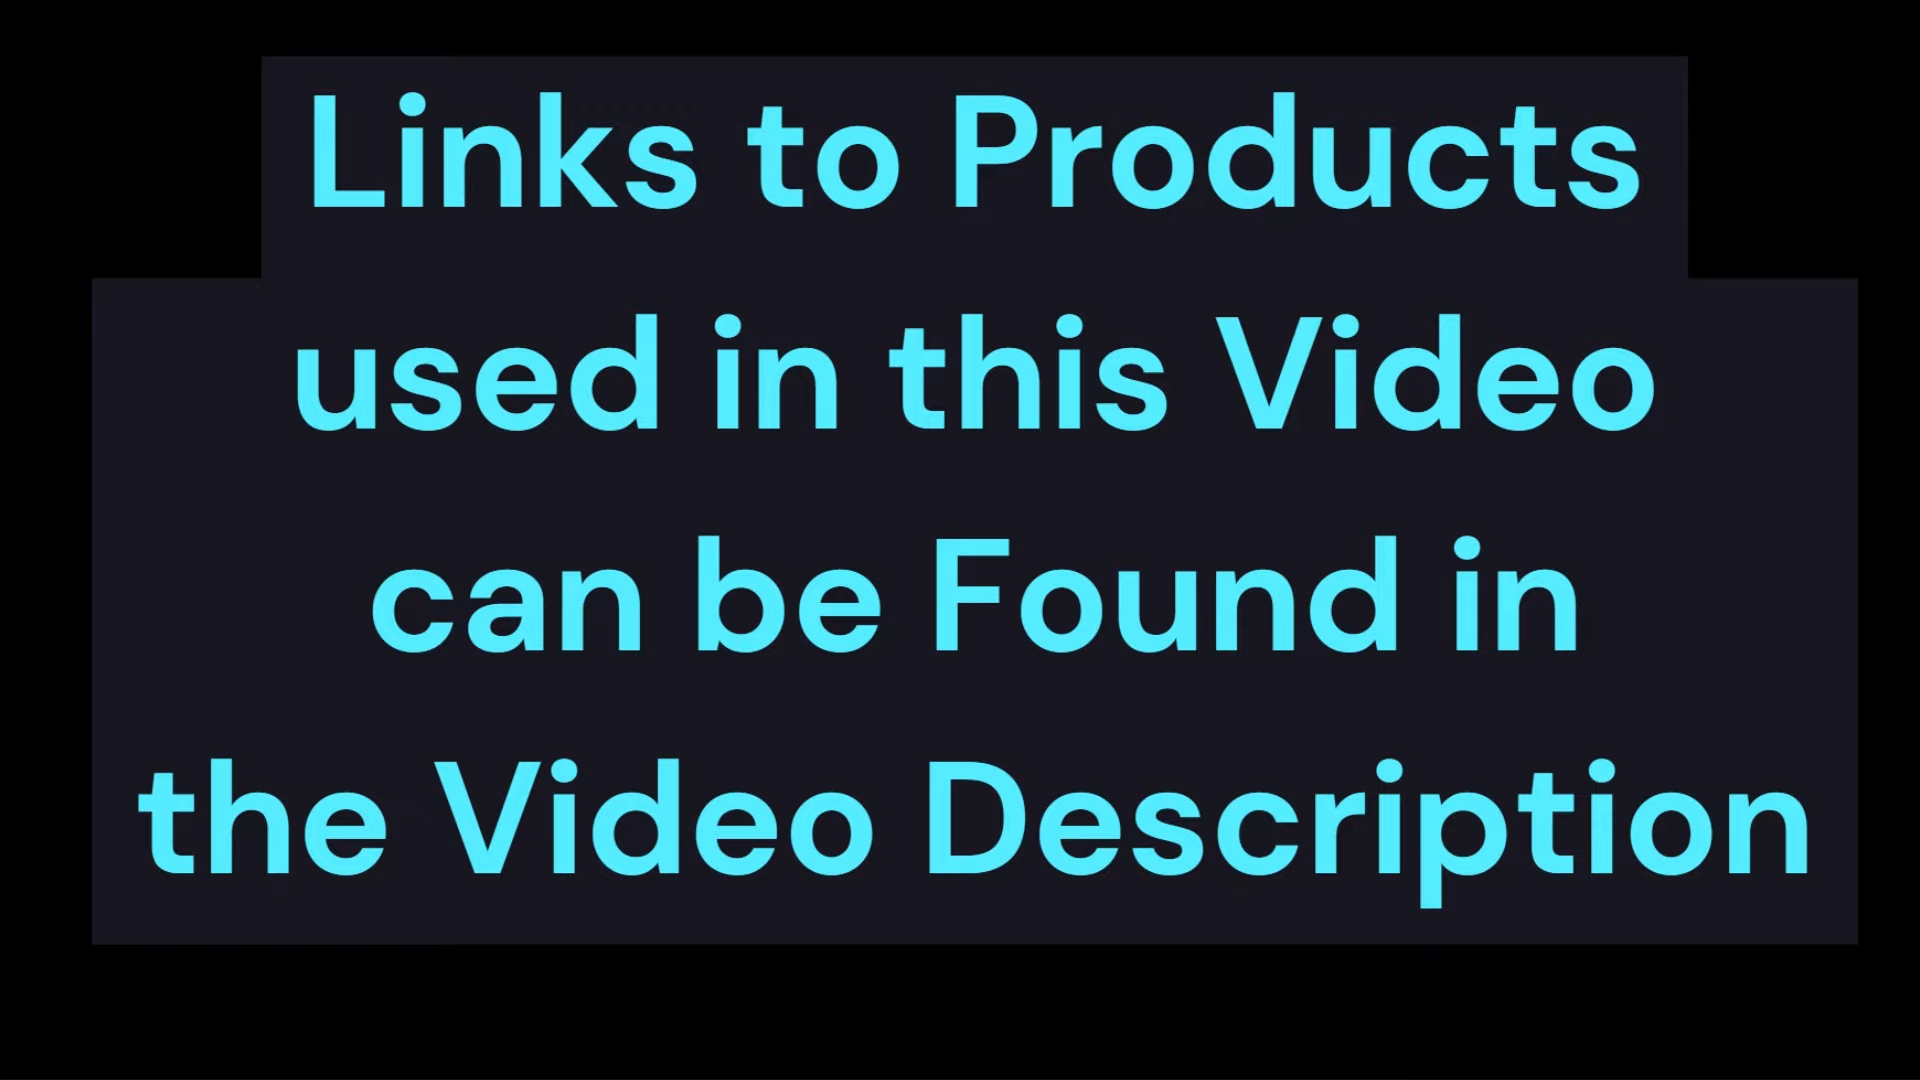 Links to Products
used in this Video
can be Found in
the Video Description